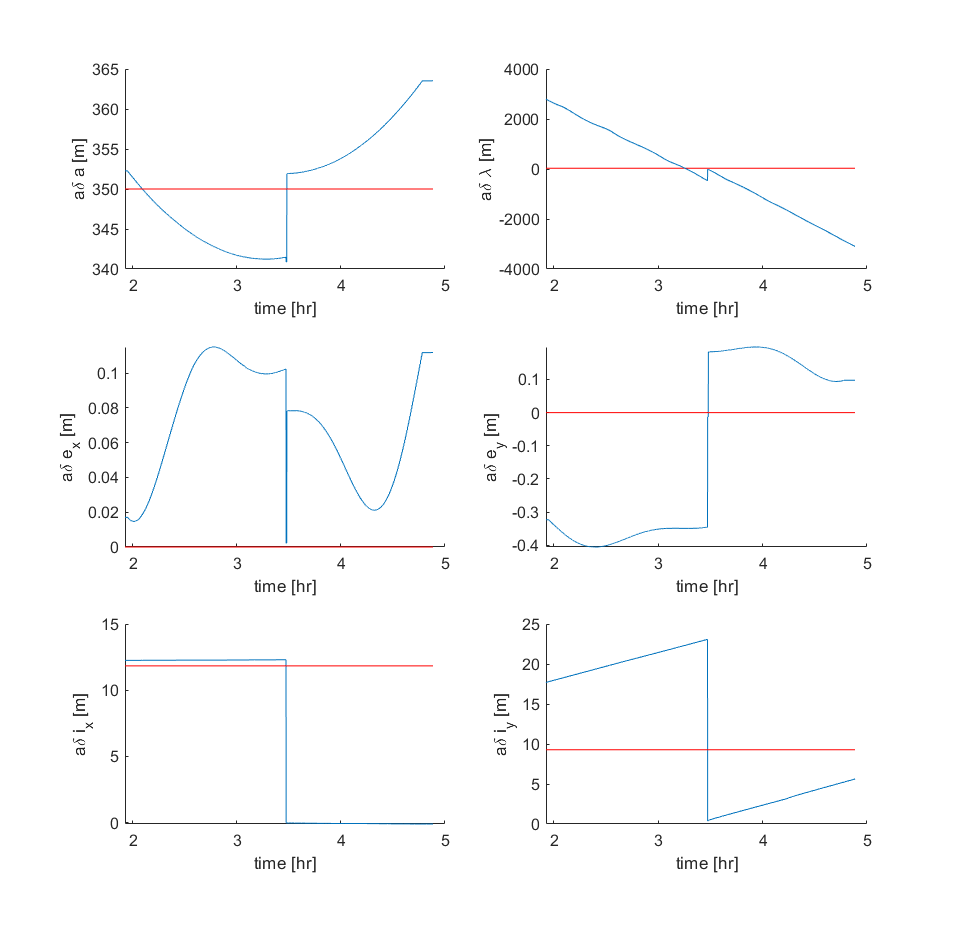 365
360
355
350
345
340
aδ a [m]
2 3 4 5
time [hr]
4000
2000
0
-2000
-4000
aδ λ [m]
2 3 4 5
time [hr]
0.1
0.08
0.06
0.04
0.02
0
aδ e_x [m]
2 3 4 5
time [hr]
0.1
0
-0.1
-0.2
-0.3
-0.4
aδ e_y [m]
2 3 4 5
time [hr]
15
10
5
0
aδ i_x [m]
2 3 4 5
time [hr]
25
20
15
10
5
0
aδ i_y [m]
2 3 4 5
time [hr]